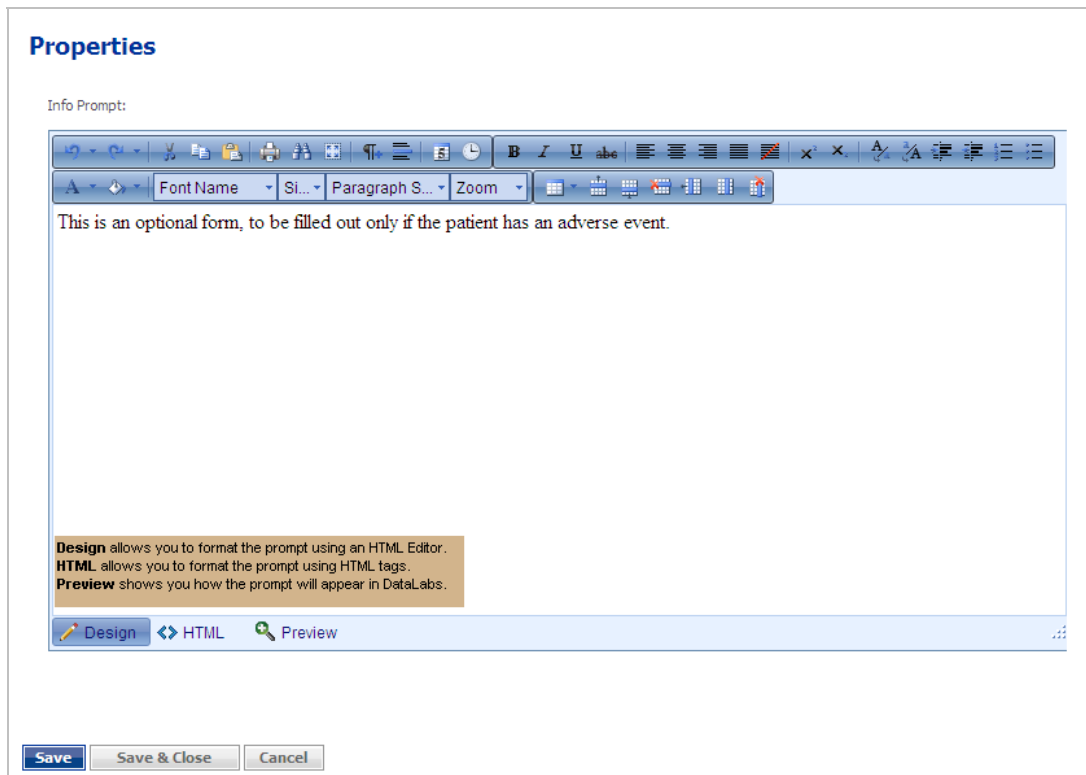 Properties
Info Prompt:
B I U abc x² x₂
A Font Name Si... Paragraph S... Zoom
This is an optional form, to be filled out only if the patient has an adverse event.
Design allows you to format the prompt using an HTML Editor.
HTML allows you to format the prompt using HTML tags.
Preview shows you how the prompt will appear in DataLabs.
Design HTML Preview
Save Save & Close Cancel